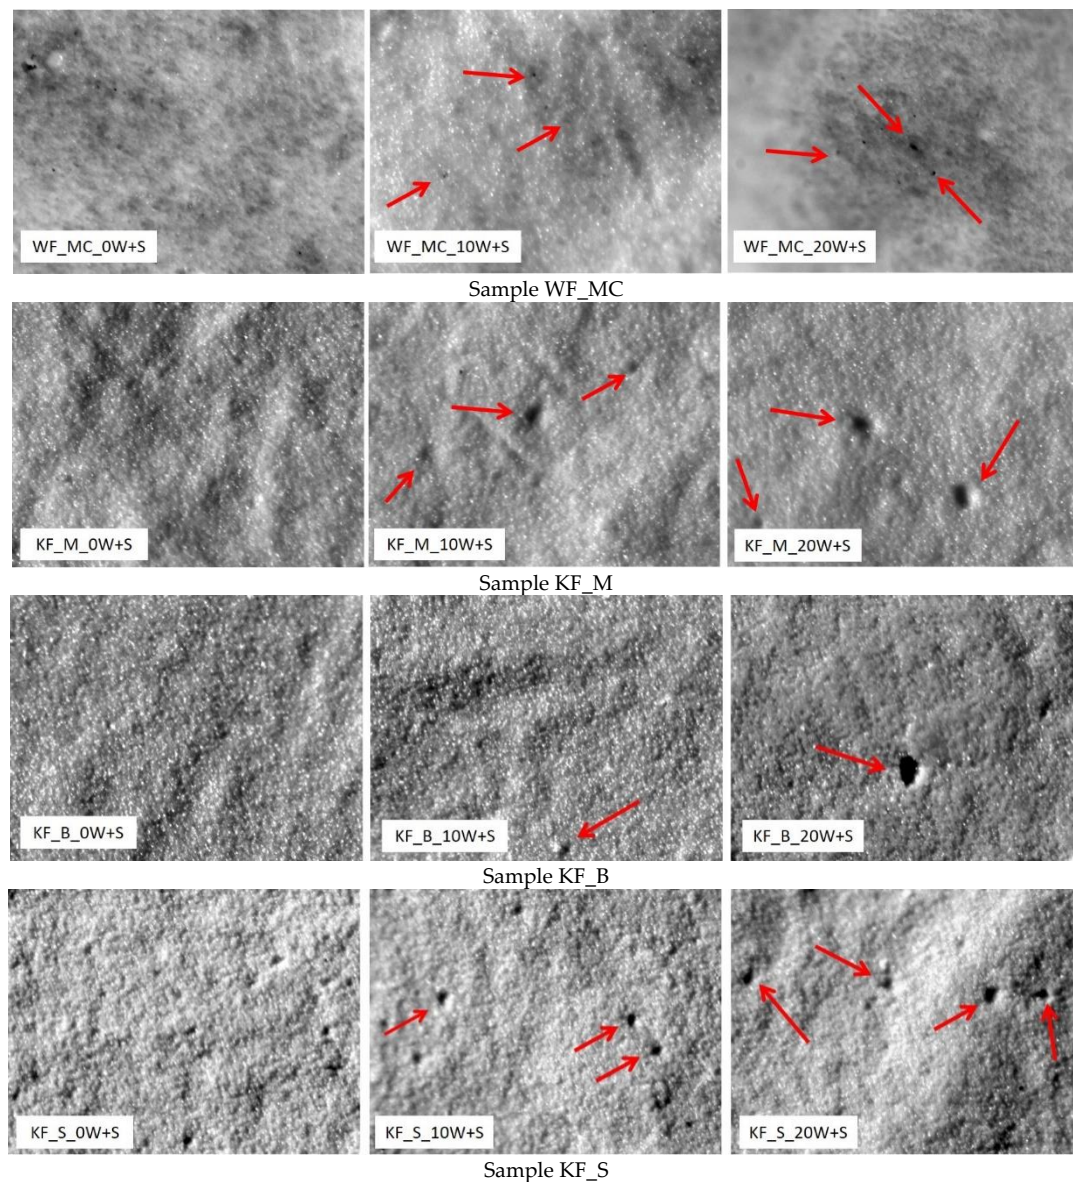 WF_MC_0W+S WF_MC_10W+S WF_MC_20W+S
Sample WF_MC
KF_M_0W+S KF_M_10W+S KF_M_20W+S
Sample KF_M
KF_B_0W+S KF_B_10W+S KF_B_20W+S
Sample KF_B
KF_S_0W+S KF_S_10W+S KF_S_20W+S
Sample KF_S